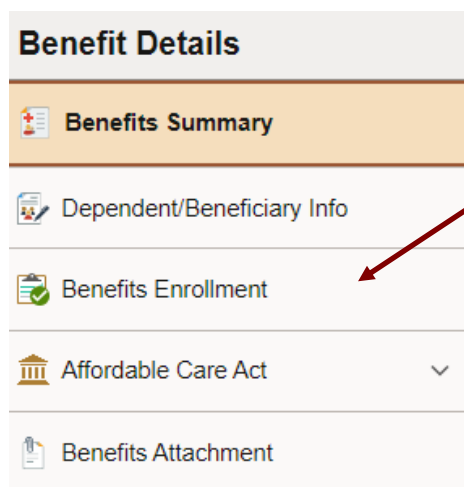 Benefit Details
Benefits Summary
Dependent/Beneficiary Info
Benefits Enrollment
Affordable Care Act
Benefits Attachment